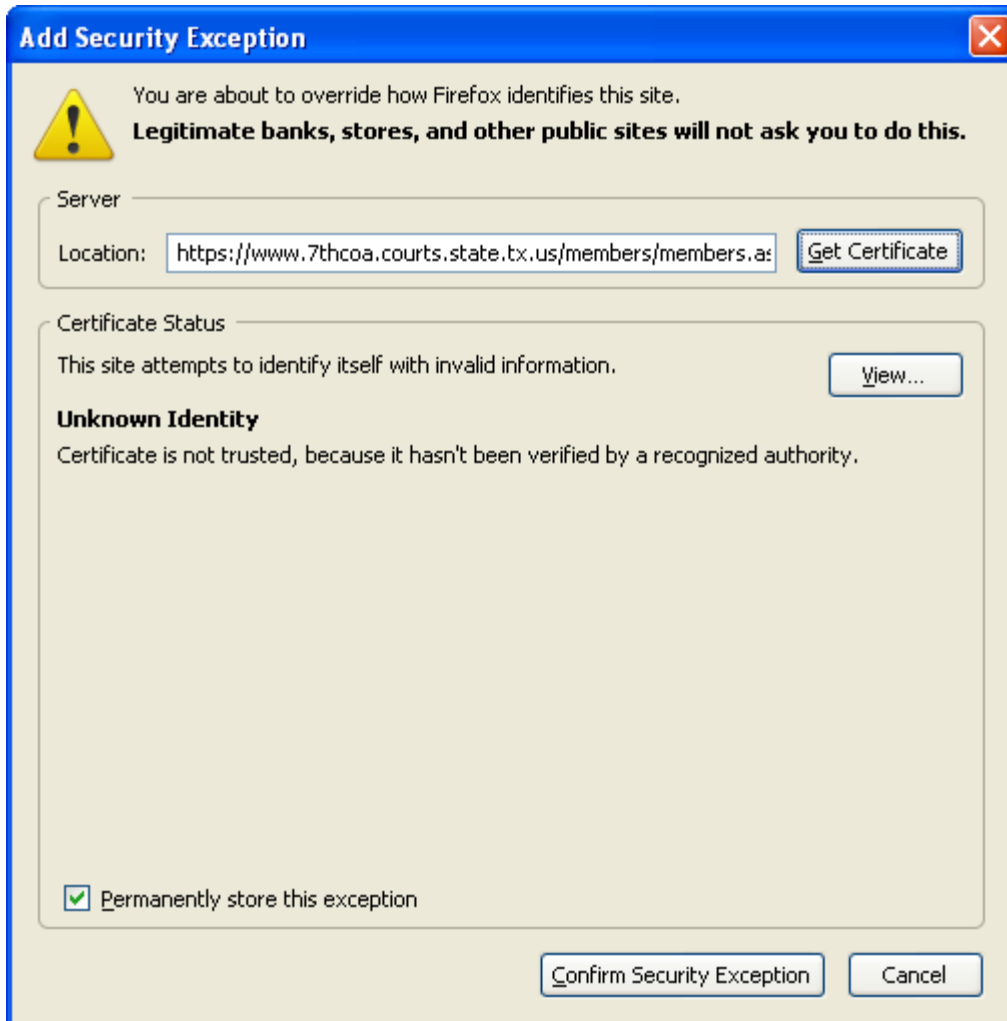 Add Security Exception
You are about to override how Firefox identifies this site.
Legitimate banks, stores, and other public sites will not ask you to do this.
Server
Location: https://www.7thcoa.courts.state.tx.us/members/members.as Get Certificate
Certificate Status
This site attempts to identify itself with invalid information.
View...
Unknown Identity
Certificate is not trusted, because it hasn't been verified by a recognized authority.
Permanently store this exception
Confirm Security Exception Cancel